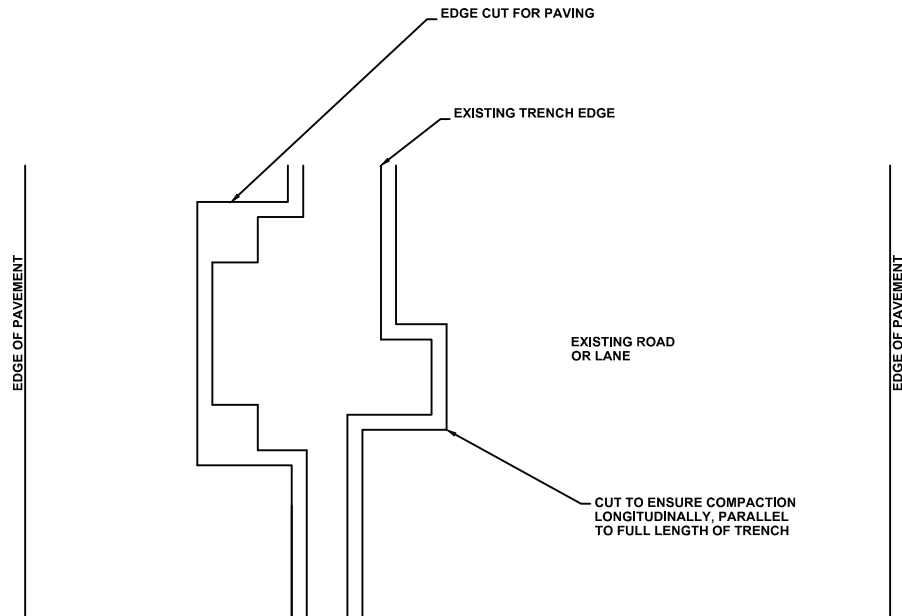 EDGE CUT FOR PAVING
EXISTING TRENCH EDGE
EDGE OF PAVEMENT
EXISTING ROAD
OR LANE
EDGE OF PAVEMENT
CUT TO ENSURE COMPACTION
LONGITUDINALLY, PARALLEL
TO FULL LENGTH OF TRENCH